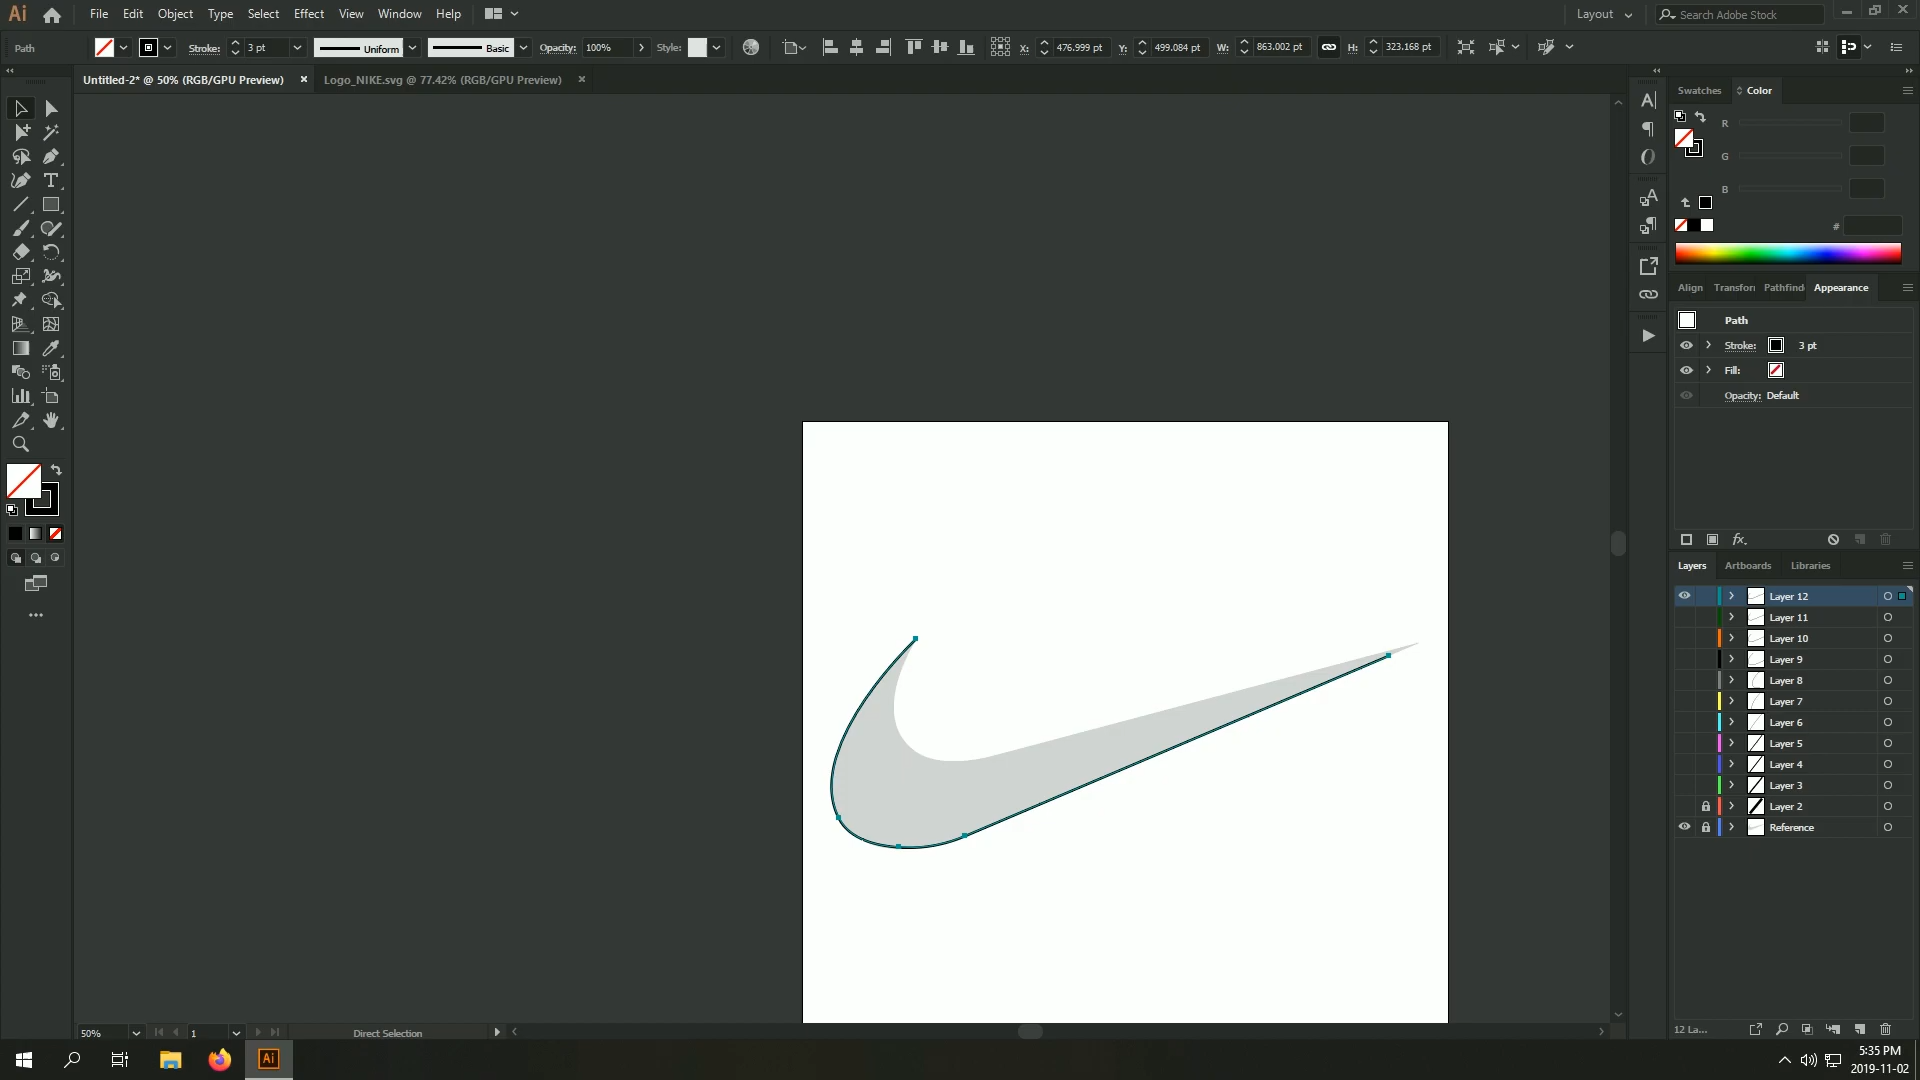 Ai File Edit Object Type Select Effect View Window Help Layout Search Adobe Stock
Path Stroke: 3 pt Uniform Basic Opacity: 100% Style: X: 476.999 pt Y: 499.084 pt W: 863.002 pt H: 323.168 pt
Untitled-2* @ 50% (RGB/GPU Preview) × Logo_NIKE.svg @ 77.42% (RGB/GPU Preview) ×
Swatches Color
R
G
B
#
Align Transfor Pathfind Appearance
Path
Stroke: 3 pt
Fill:
Opacity: Default
fx.
Layers Artboards Libraries
Layer 12
Layer 11
Layer 10
Layer 9
Layer 8
Layer 7
Layer 6
Layer 5
Layer 4
Layer 3
Layer 2
Reference
12 La...
50% 1 Direct Selection
Ai
5:35 PM
2019-11-02